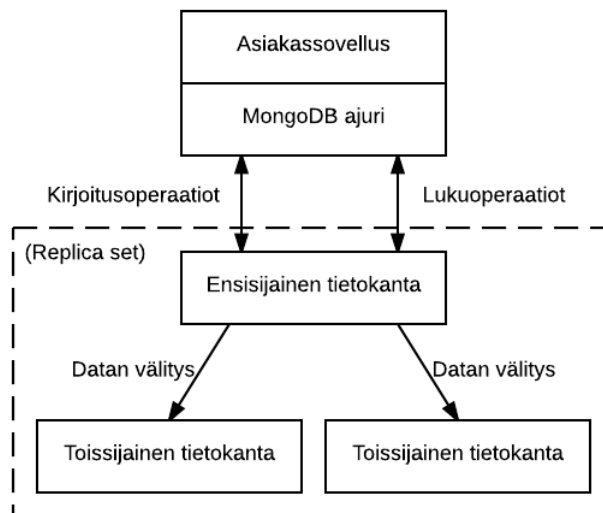 Asiakassovellus
MongoDB ajuri
Kirjoitusoperaatiot
Lukuoperaatiot
(Replica set)
Ensisijainen tietokanta
Datan välitys
Datan välitys
Toissijainen tietokanta
Toissijainen tietokanta